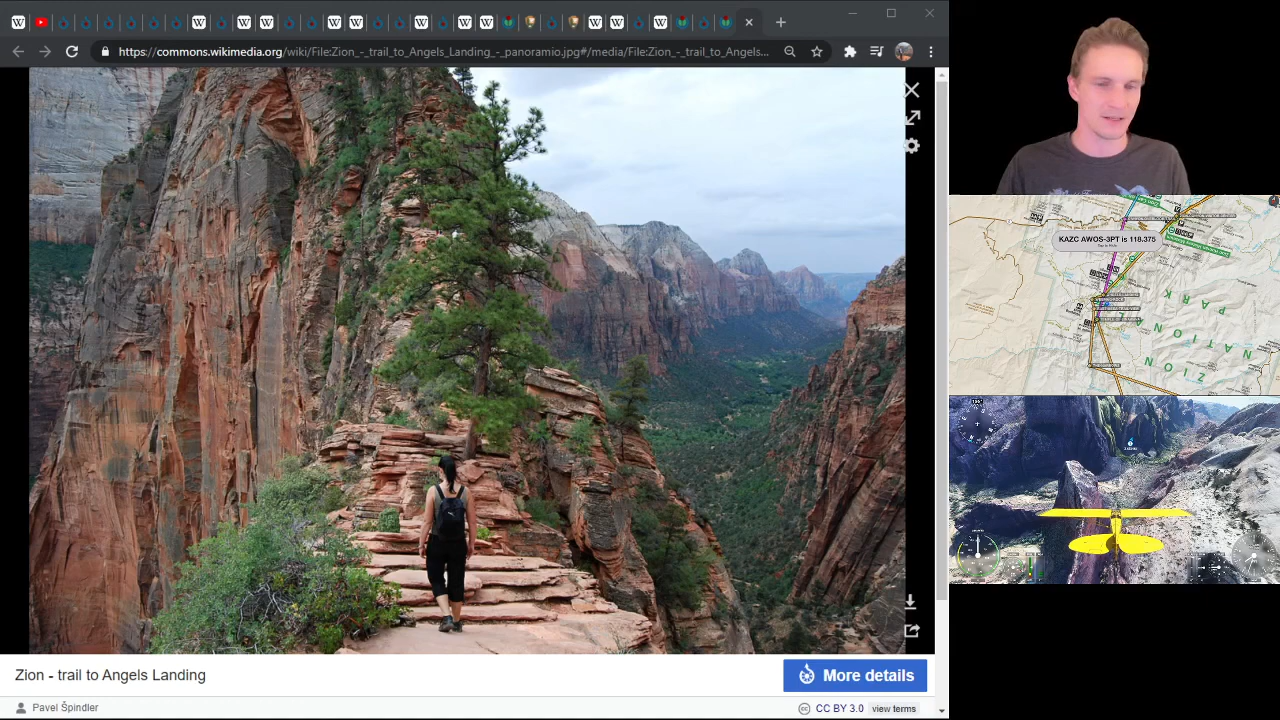 https://commons.wikimedia.org/wiki/File:Zion_-_trail_to_Angels_Landing_-_panoramio.jpg#/media/File:Zion_-_trail_to_Angels...
KAZC AWOS-3PT is 118.375
ZION NATIONAL PARK
Zion - trail to Angels Landing
More details
Pavel Špindler
CC BY 3.0 view terms